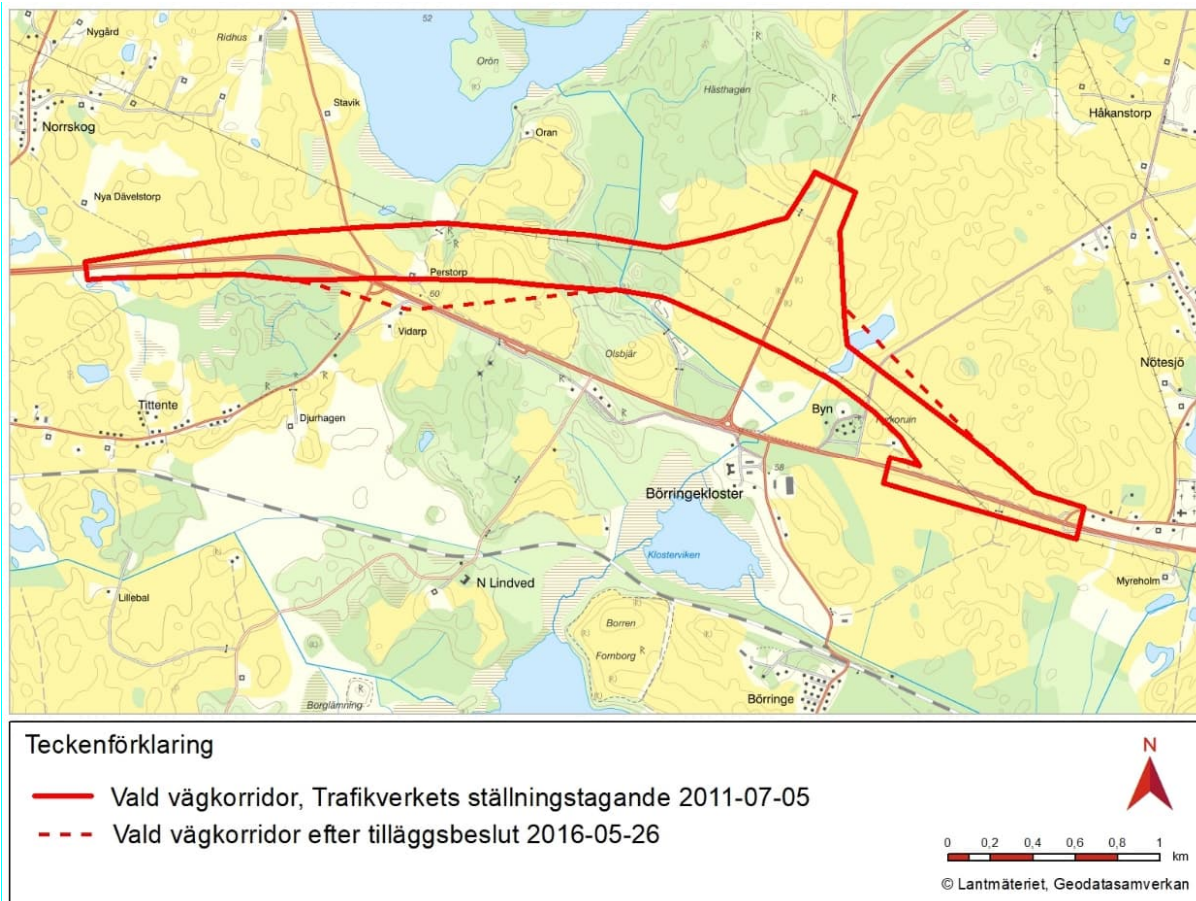 52
Nygård
Ridhus
Orön
R
Hästhagen
Stavik
Håkanstorp
Norrskog
Oran
Nya Dävelstorp
Perstorp
60
Vidarp
Olsbjär
Nötesjö
Tittente
Djurhagen
Byn
58
Börringekloster
Klosterviken
N Lindved
Myreholm
Lillebal
Borren
Fornborg
R
Borglämning
Börringe
Teckenförklaring
Vald vägkorridor, Trafikverkets ställningstagande 2011-07-05
Vald vägkorridor efter tilläggsbeslut 2016-05-26
N
0 0,2 0,4 0,6 0,8 1
km
© Lantmäteriet, Geodatasamverkan